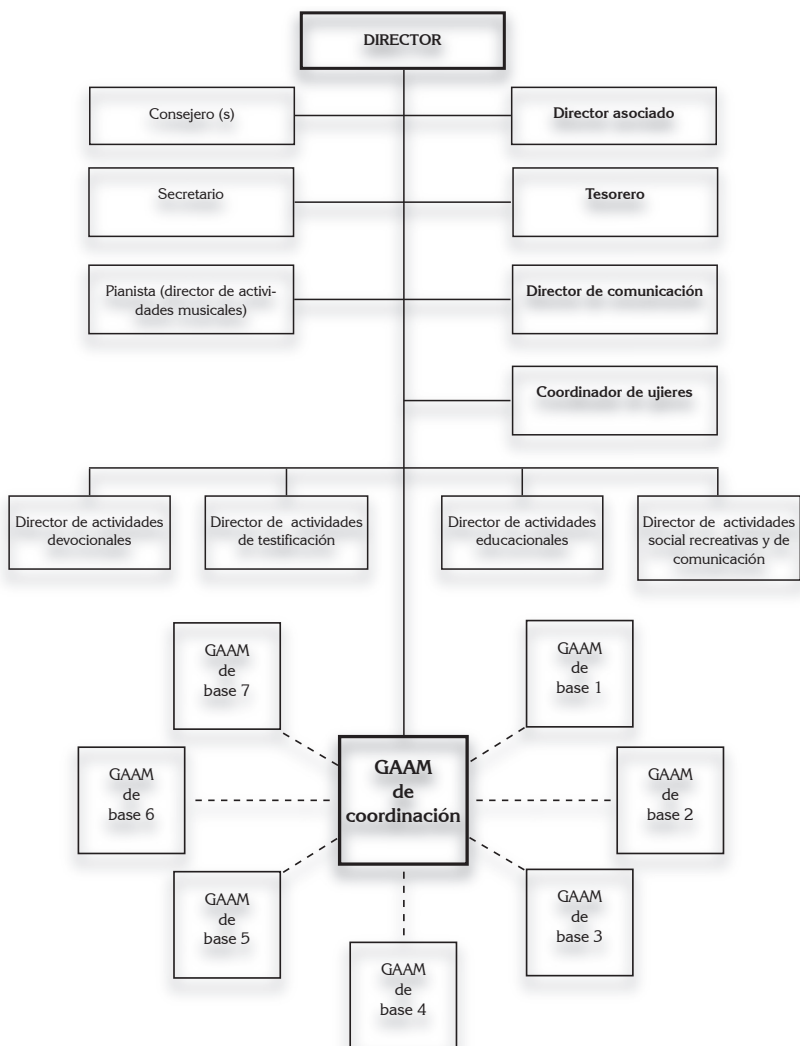 DIRECTOR
Consejero (s)
Director asociado
Secretario
Tesorero
Pianista (director de activi-
dades musicales)
Director de comunicación
Coordinador de ujieres
Director de actividades
devocionales
Director de  actividades
de testificación
Director de actividades
educacionales
Director de  actividades
social recreativas y de
comunicación
GAAM
de
base 7
GAAM
de
base 1
GAAM
de
coordinación
GAAM
de
base 6
GAAM
de
base 2
GAAM
de
base 5
GAAM
de
base 3
GAAM
de
base 4